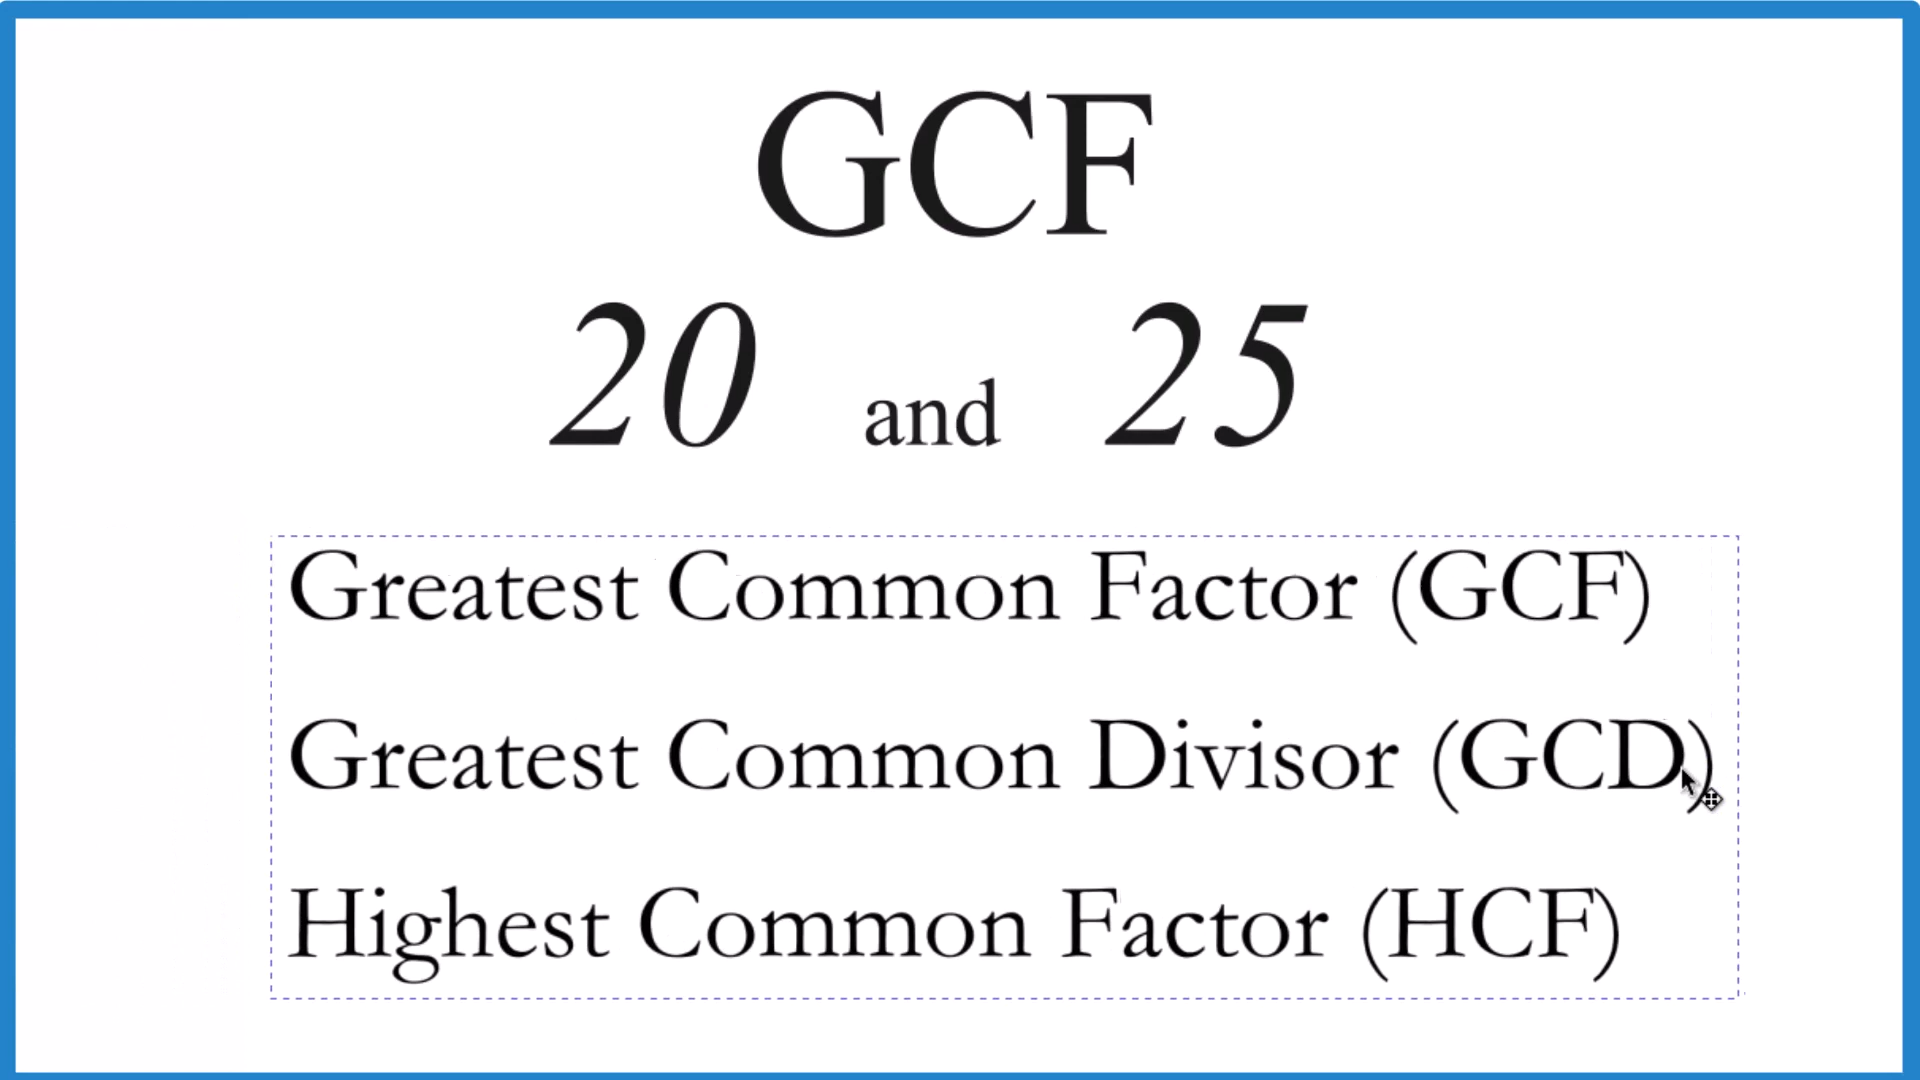 GCF
20 and 25
Greatest Common Factor (GCF)
Greatest Common Divisor (GCD)
Highest Common Factor (HCF)